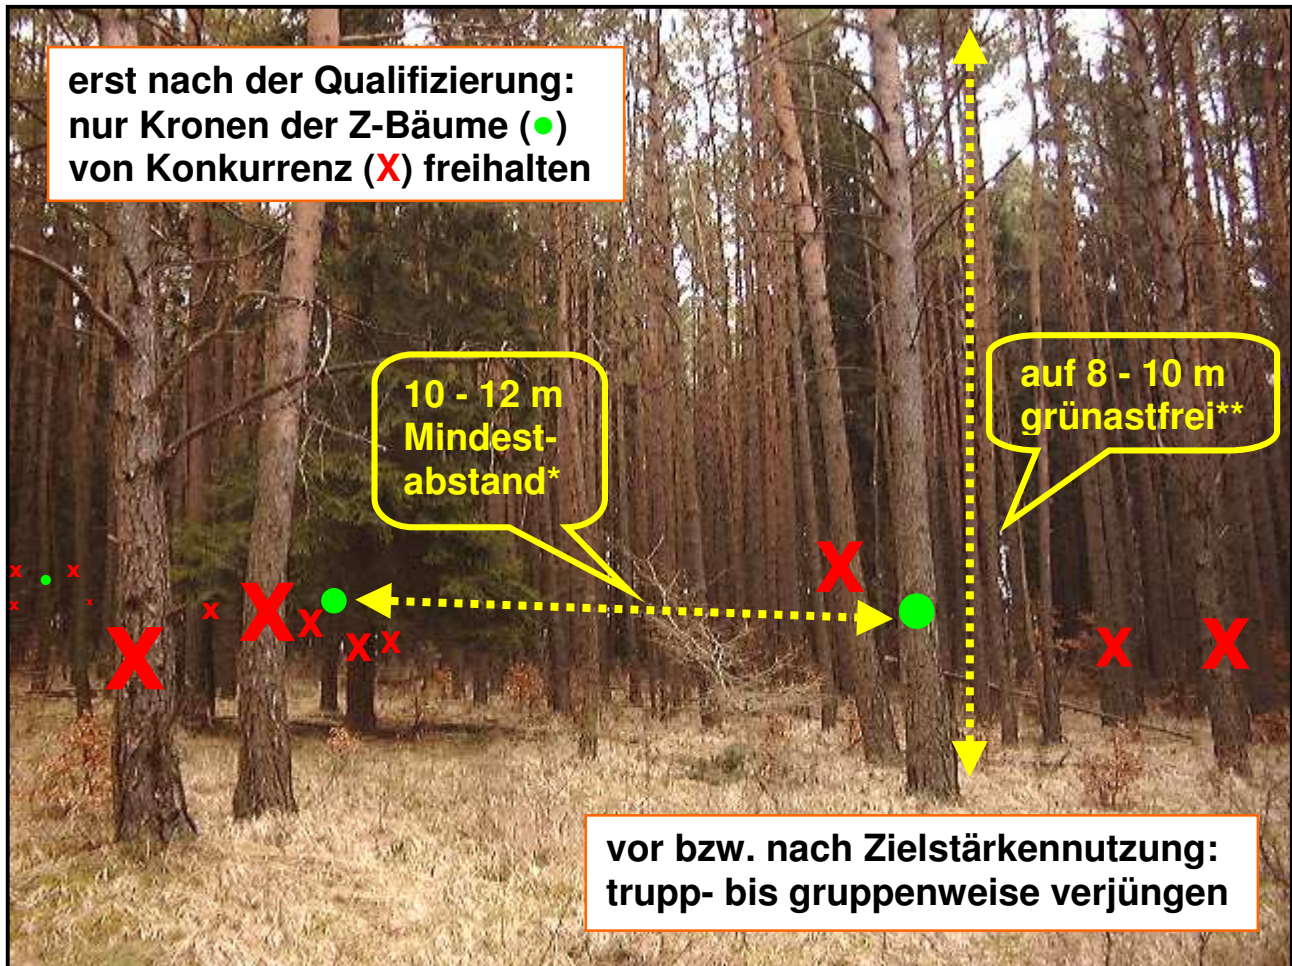 erst nach der Qualifizierung:
nur Kronen der Z-Bäume (●)
von Konkurrenz (X) freihalten
10 - 12 m
Mindest-
abstand*
auf 8 - 10 m
grünastfrei**
x
x
x
x
X
x
X
x
x
x
X
X
X
vor bzw. nach Zielstärkennutzung:
trupp- bis gruppenweise verjüngen